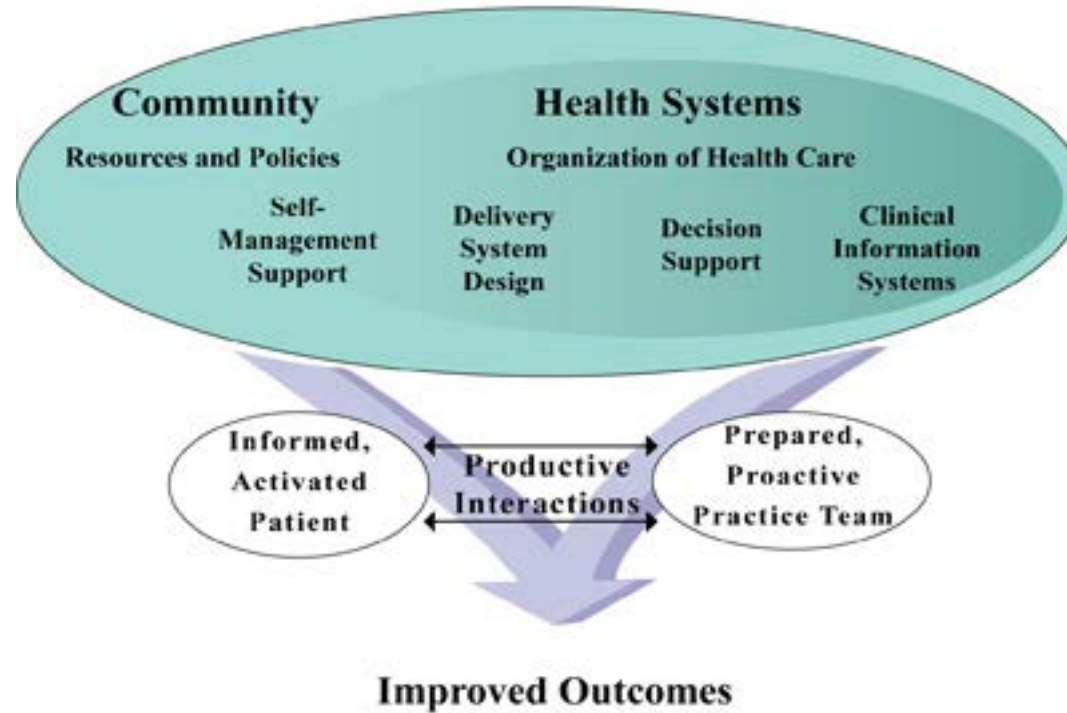 Community
Resources and Policies
Health Systems
Organization of Health Care
Self-
Management
Support
Delivery
System
Design
Decision
Support
Clinical
Information
Systems
Informed,
Activated
Patient
Productive
Interactions
Prepared,
Proactive
Practice Team
Improved Outcomes